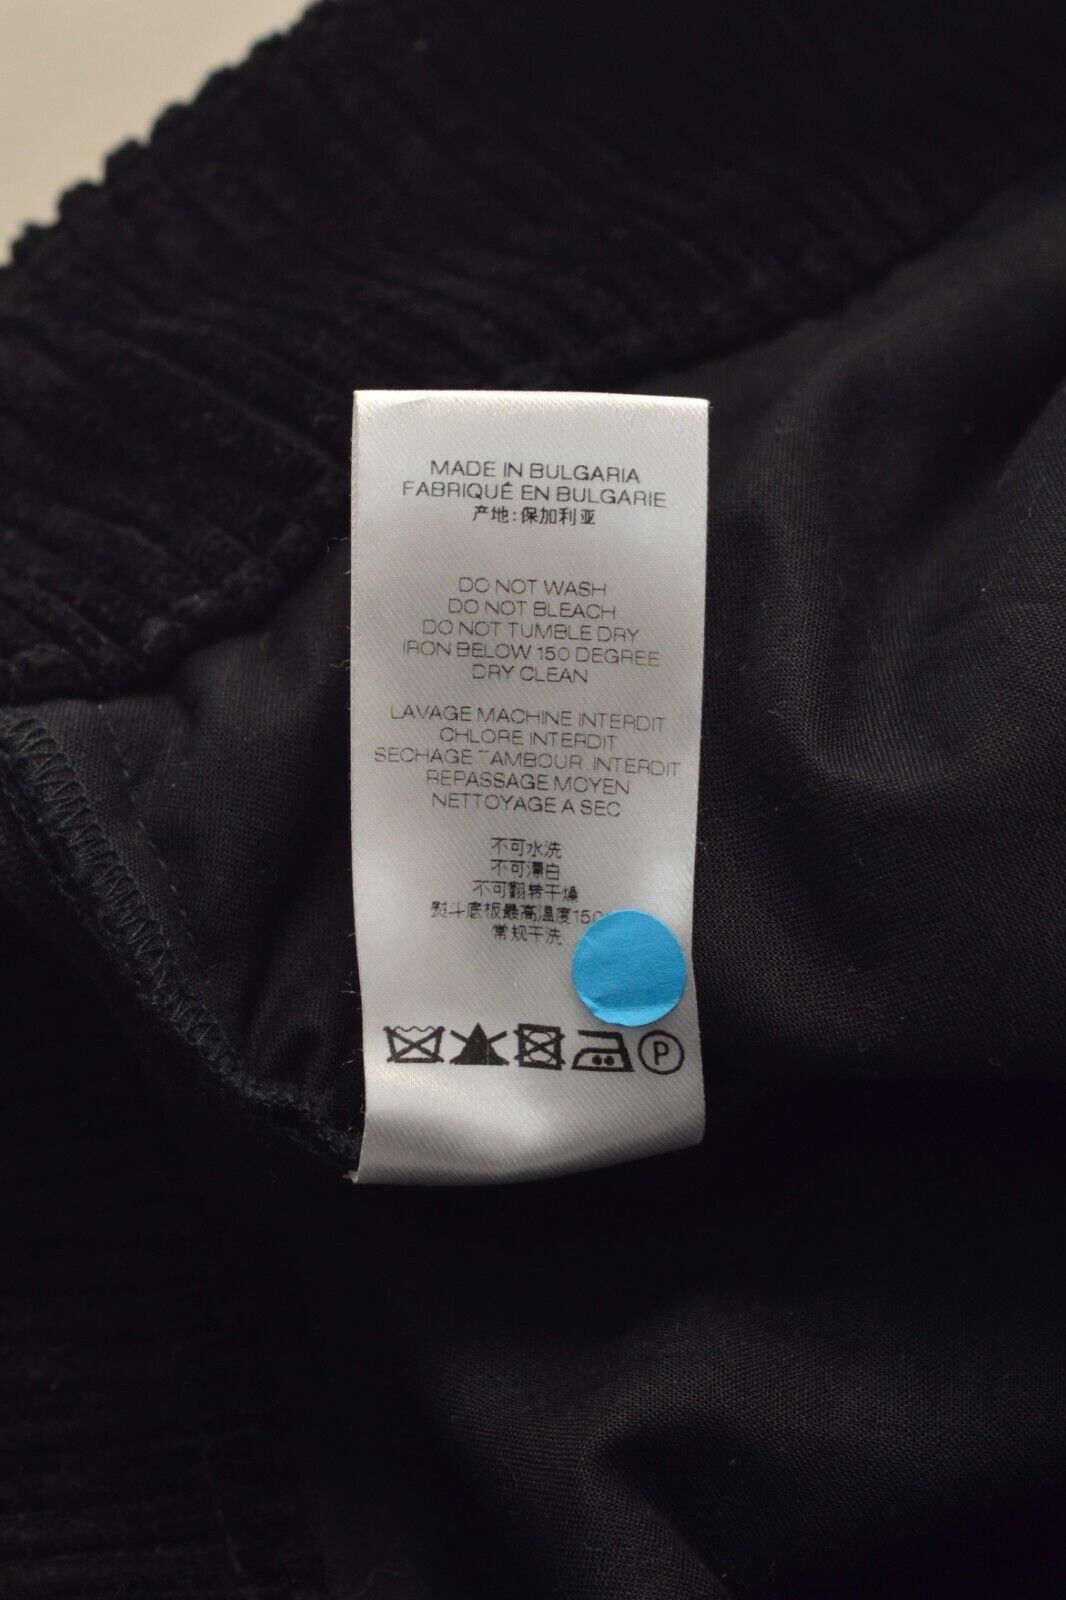 MADE IN BULGARIA
FABRIQUÉ EN BULGARIE
产地:保加利亚
DO NOT WASH
DO NOT BLEACH
DO NOT TUMBLE DRY
IRON BELOW 150 DEGREE
DRY CLEAN
LAVAGE MACHINE INTERDIT
CHLORE INTERDIT
SECHAGE TAMBOUR INTERDIT
REPASSAGE MOYEN
NETTOYAGE A SEC
不可水洗
不可漂白
不可翻转干燥
熨斗底板最高温度150
常规干洗
P